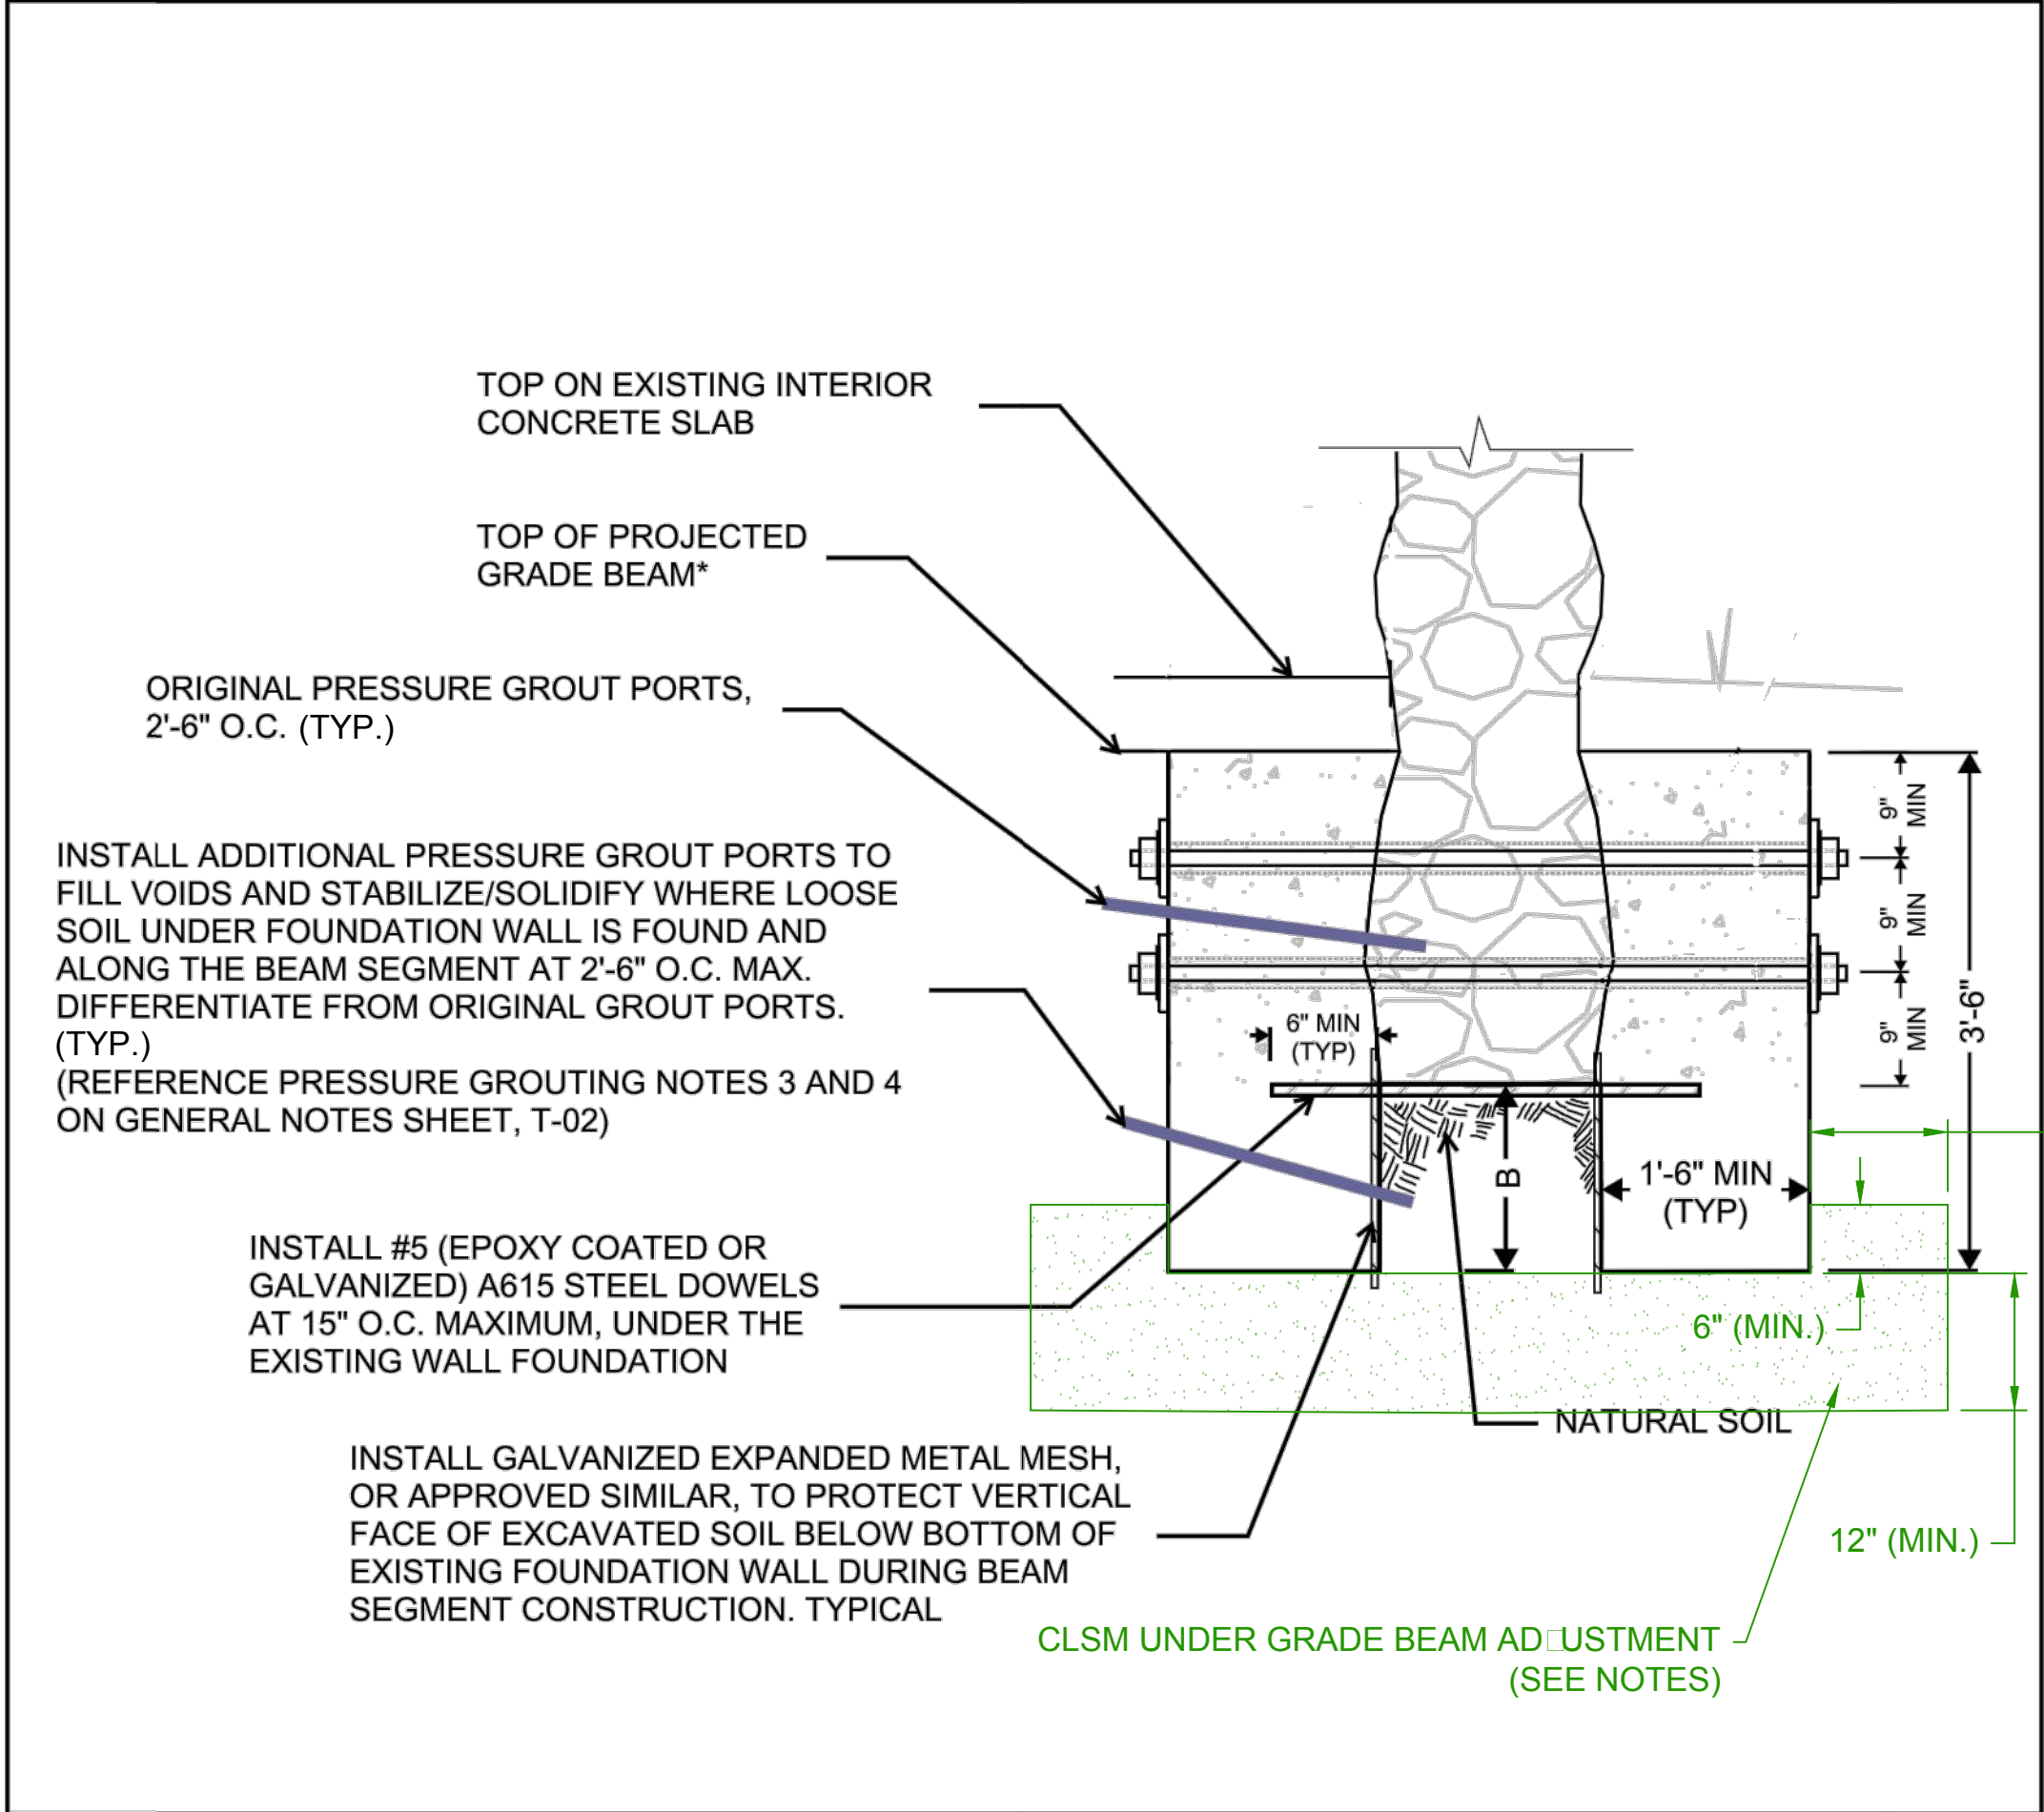 TOP ON EXISTING INTERIOR
CONCRETE SLAB
TOP OF PROJECTED
GRADE BEAM*
ORIGINAL PRESSURE GROUT PORTS,
2'-6" O.C. (TYP.)
INSTALL ADDITIONAL PRESSURE GROUT PORTS TO
FILL VOIDS AND STABILIZE/SOLIDIFY WHERE LOOSE
SOIL UNDER FOUNDATION WALL IS FOUND AND
ALONG THE BEAM SEGMENT AT 2'-6" O.C. MAX.
DIFFERENTIATE FROM ORIGINAL GROUT PORTS.
(TYP.)
(REFERENCE PRESSURE GROUTING NOTES 3 AND 4
ON GENERAL NOTES SHEET, T-02)
INSTALL #5 (EPOXY COATED OR
GALVANIZED) A615 STEEL DOWELS
AT 15" O.C. MAXIMUM, UNDER THE
EXISTING WALL FOUNDATION
INSTALL GALVANIZED EXPANDED METAL MESH,
OR APPROVED SIMILAR, TO PROTECT VERTICAL
FACE OF EXCAVATED SOIL BELOW BOTTOM OF
EXISTING FOUNDATION WALL DURING BEAM
SEGMENT CONSTRUCTION. TYPICAL
9"
MIN
9"
MIN
9"
MIN
3'-6"
6" MIN
(TYP)
B
1'-6" MIN
(TYP)
6" (MIN.)
NATURAL SOIL
12" (MIN.)
CLSM UNDER GRADE BEAM AD□USTMENT
(SEE NOTES)